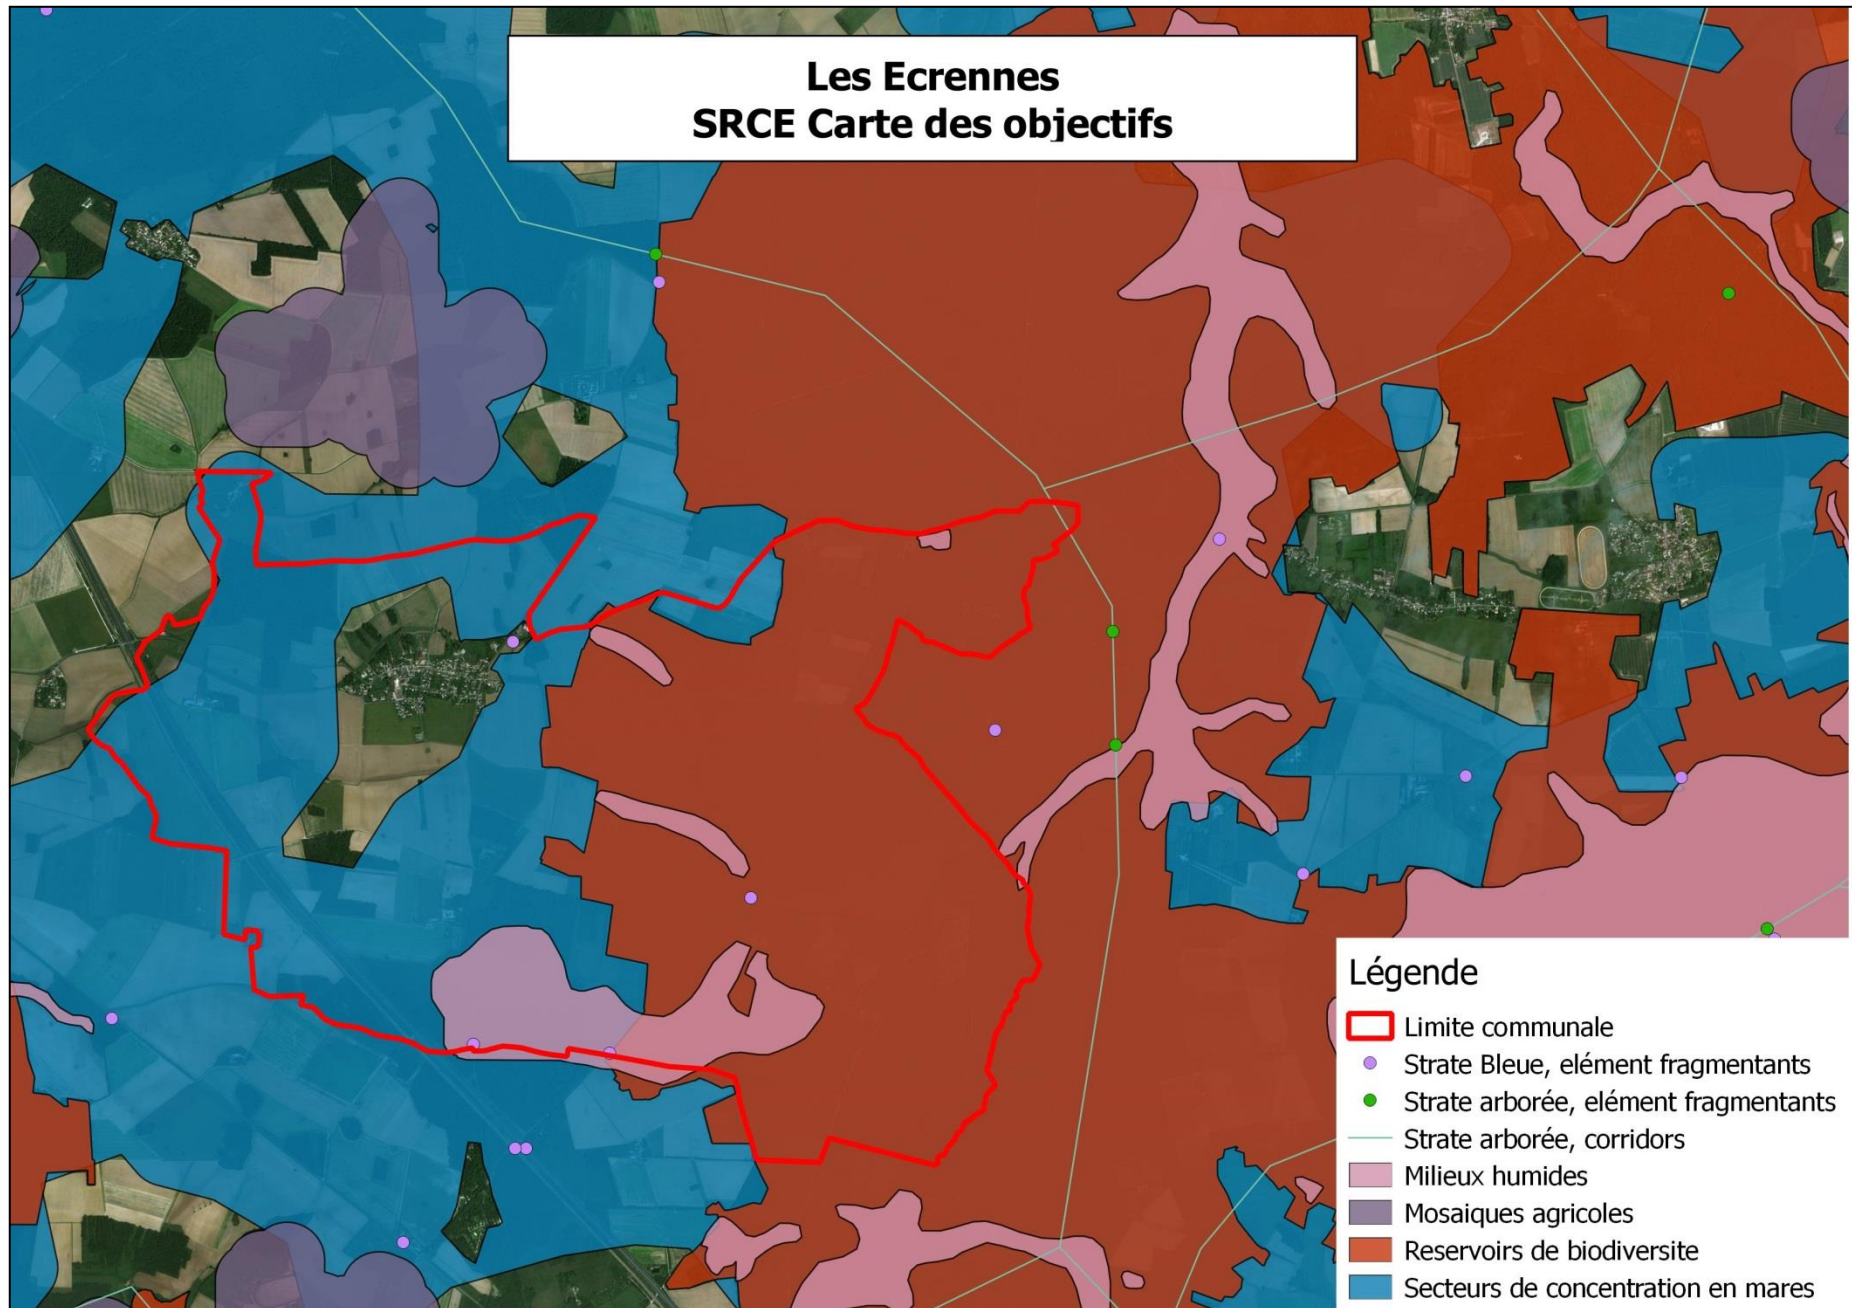 Les Ecrennes
SRCE Carte des objectifs
Légende
Limite communale
Strate Bleue, elément fragmentants
Strate arborée, elément fragmentants
Strate arborée, corridors
Milieux humides
Mosaiques agricoles
Reservoirs de biodiversite
Secteurs de concentration en mares